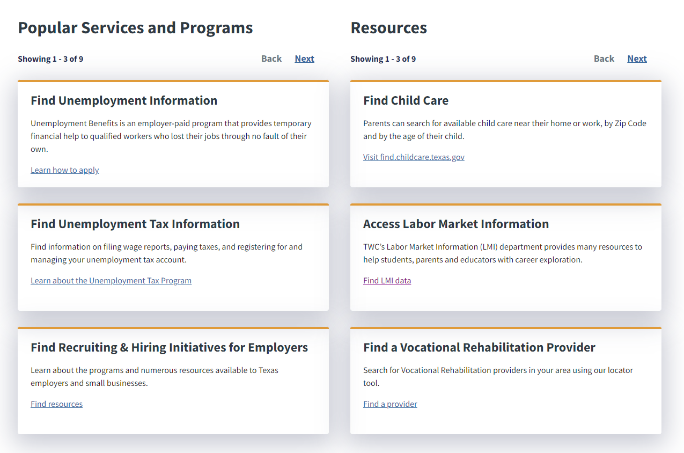 Popular Services and Programs
Showing 1 - 3 of 9
Back
Next
Find Unemployment Information
Unemployment Benefits is an employer-paid program that provides temporary
financial help to qualified workers who lost their jobs through no fault of their
own.
Learn how to apply
Find Unemployment Tax Information
Find information on filing wage reports, paying taxes, and registering for and
managing your unemployment tax account.
Learn about the Unemployment Tax Program
Find Recruiting & Hiring Initiatives for Employers
Learn about the programs and numerous resources available to Texas
employers and small businesses.
Find resources
Resources
Showing 1 - 3 of 9
Back
Next
Find Child Care
Parents can search for available child care near their home or work, by Zip Code
and by the age of their child.
Visit find.childcare.texas.gov
Access Labor Market Information
TWC's Labor Market Information (LMI) department provides many resources to
help students, parents and educators with career exploration.
Find LMI data
Find a Vocational Rehabilitation Provider
Search for Vocational Rehabilitation providers in your area using our locator
tool.
Find a provider